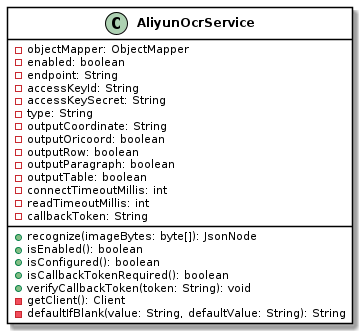 C AliyunOcrService
objectMapper: ObjectMapper
enabled: boolean
endpoint: String
accessKeyId: String
accessKeySecret: String
type: String
outputCoordinate: String
outputOricoord: boolean
outputRow: boolean
outputParagraph: boolean
outputTable: boolean
connectTimeoutMillis: int
readTimeoutMillis: int
callbackToken: String
recognize(imageBytes: byte[]): JsonNode
isEnabled(): boolean
isConfigured(): boolean
isCallbackTokenRequired(): boolean
verifyCallbackToken(token: String): void
getClient(): Client
defaultIfBlank(value: String, defaultValue: String): String